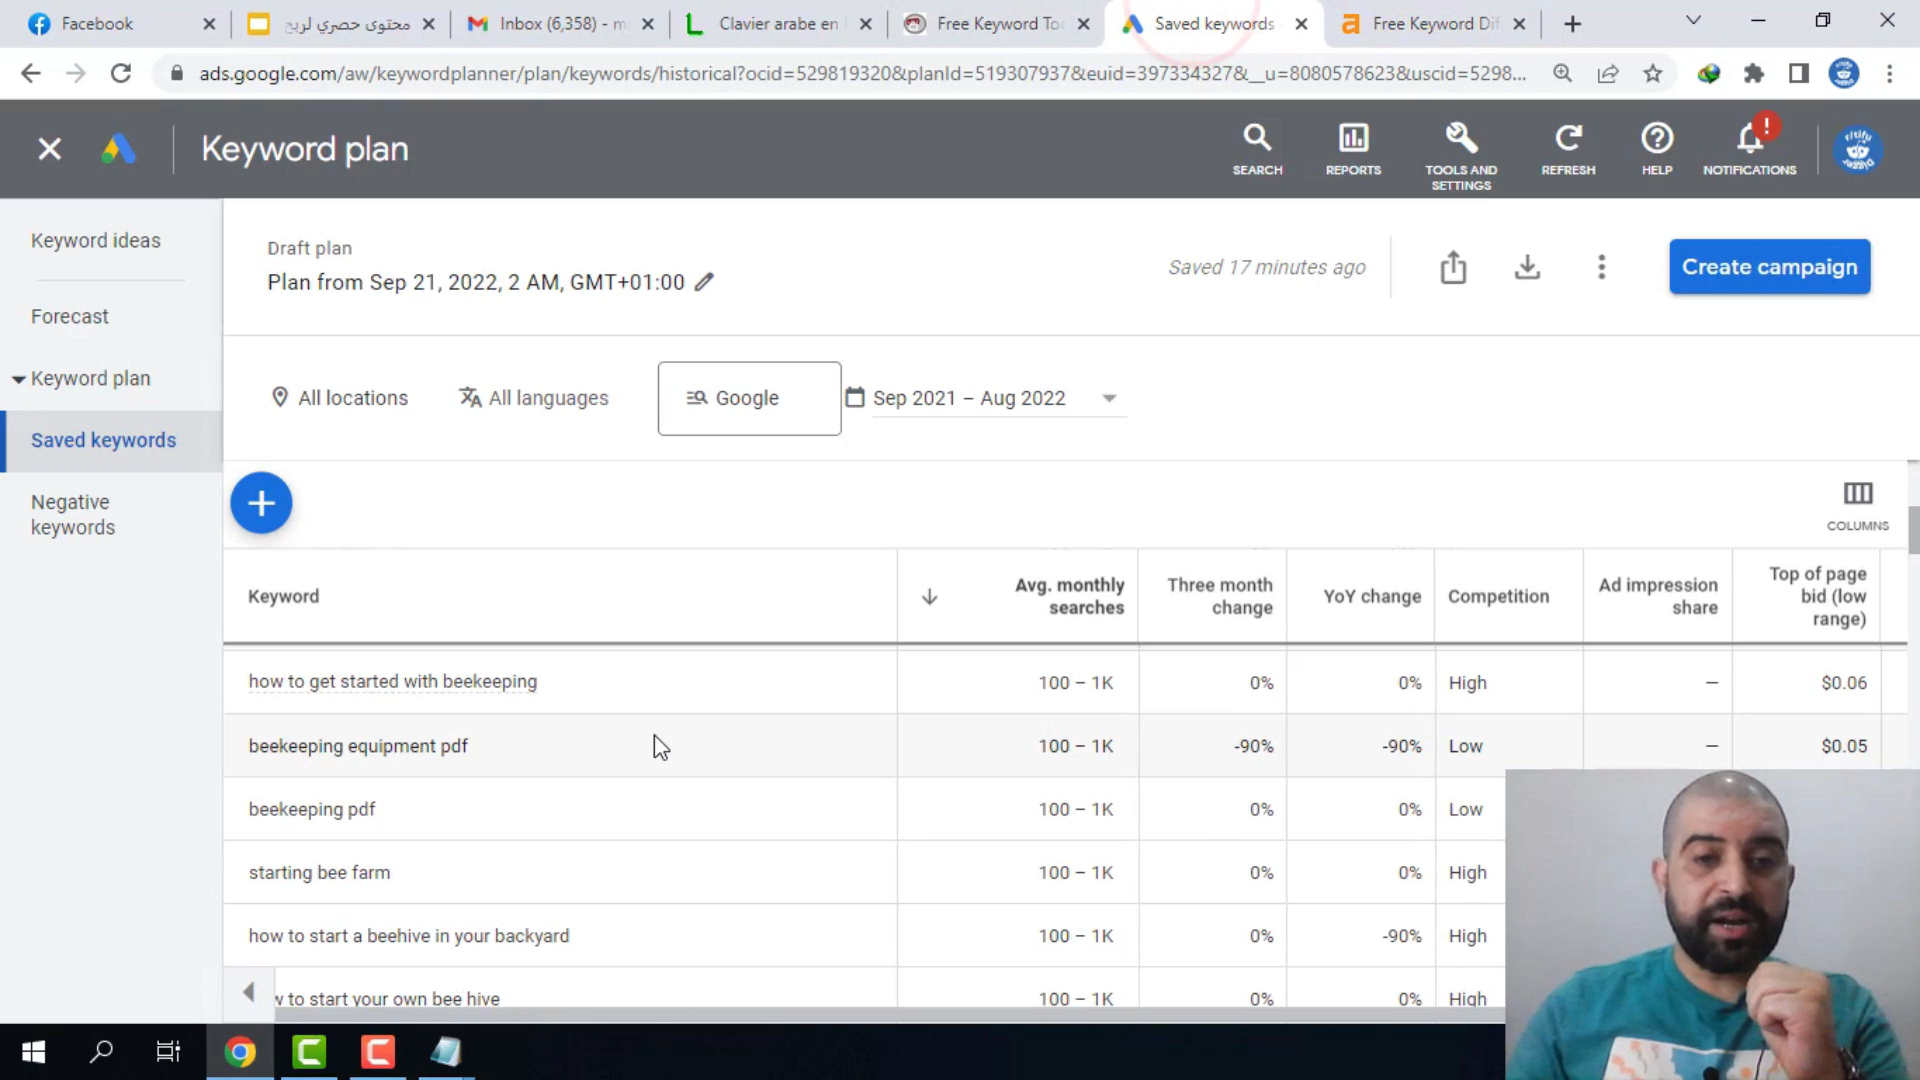 Facebook
محتوى حصري لربح
Inbox (6,358) - m
Clavier arabe en
Free Keyword Too
Saved keywords
Free Keyword Dif
ads.google.com/aw/keywordplanner/plan/keywords/historical?ocid=529819320&planId=519307937&euid=397334327&__u=8080578623&uscid=5298...
Keyword plan
SEARCH
REPORTS
TOOLS AND
SETTINGS
REFRESH
HELP
NOTIFICATIONS
Keyword ideas
Forecast
Keyword plan
Saved keywords
Negative
keywords
Draft plan
Plan from Sep 21, 2022, 2 AM, GMT+01:00
Saved 17 minutes ago
Create campaign
All locations
All languages
Google
Sep 2021 – Aug 2022
COLUMNS
Keyword
Avg. monthly
searches
Three month
change
YoY change
Competition
Ad impression
share
Top of page
bid (low
range)
how to get started with beekeeping 100 – 1K 0% 0% High — $0.06
beekeeping equipment pdf 100 – 1K -90% -90% Low — $0.05
beekeeping pdf 100 – 1K 0% 0% Low
starting bee farm 100 – 1K 0% 0% High
how to start a beehive in your backyard 100 – 1K 0% -90% High
w to start your own bee hive 100 – 1K 0% 0% High